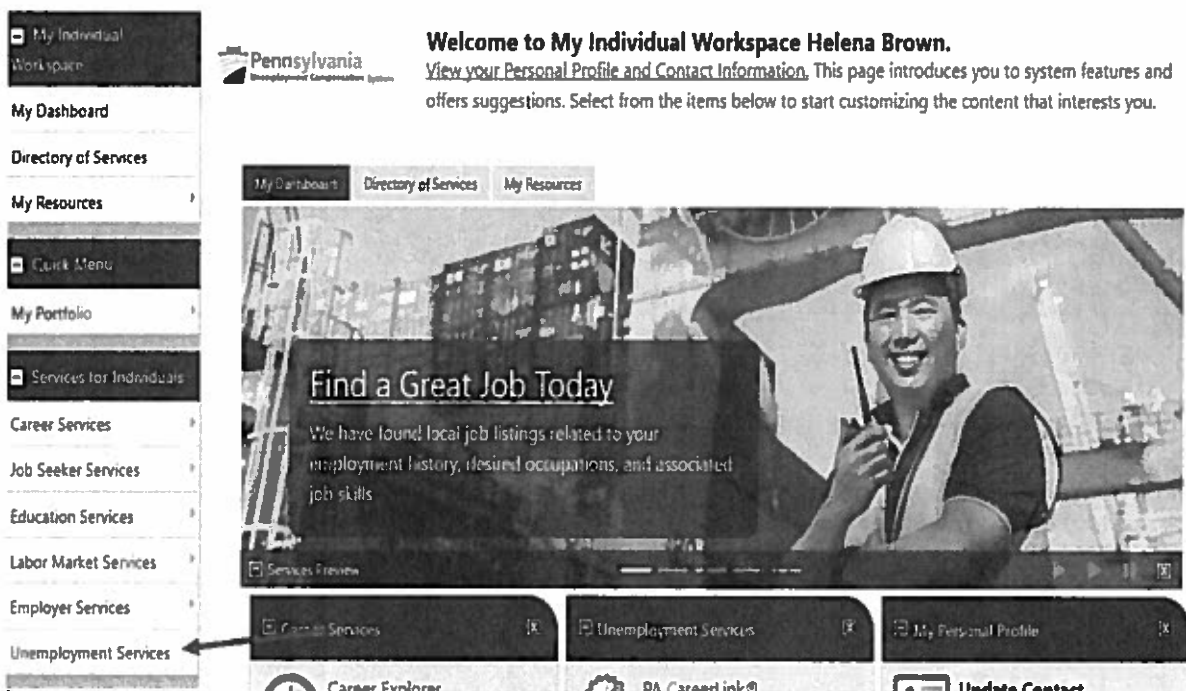 My Individual
Workspace
My Dashboard
Directory of Services
My Resources
Quick Menu
My Portfolio
Services for Individuals
Career Services
Job Seeker Services
Education Services
Labor Market Services
Employer Services
Unemployment Services
Pennsylvania
Unemployment Compensation System
Welcome to My Individual Workspace Helena Brown.
View your Personal Profile and Contact Information. This page introduces you to system features and
offers suggestions. Select from the items below to start customizing the content that interests you.
My Dashboard Directory of Services My Resources
Find a Great Job Today
We have found local job listings related to your
employment history, desired occupations, and associated
job skills
Services Preview
Career Services Unemployment Services My Personal Profile
Career Explorer PA CareerLink® Update Contact